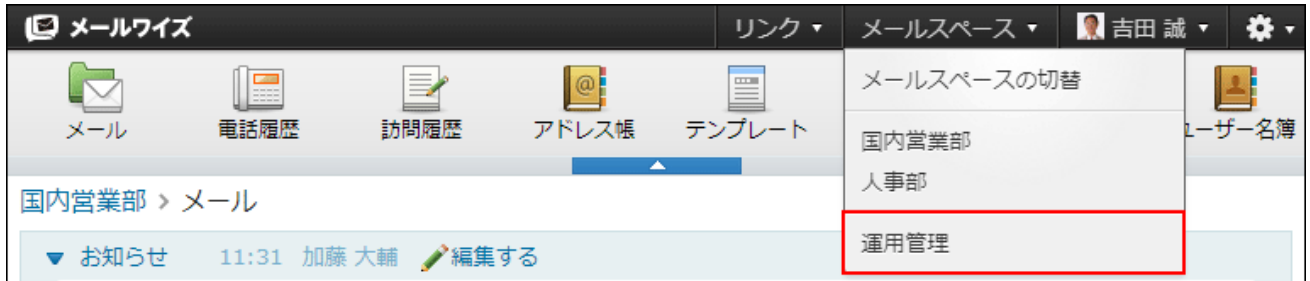 メールワイズ リンク メールスペース 吉田 誠
メールスペースの切替
メール 電話履歴 訪問履歴 アドレス帳 テンプレート ユーザー名簿
国内営業部
人事部
国内営業部 > メール
運用管理
お知らせ 11:31 加藤 大輔 編集する